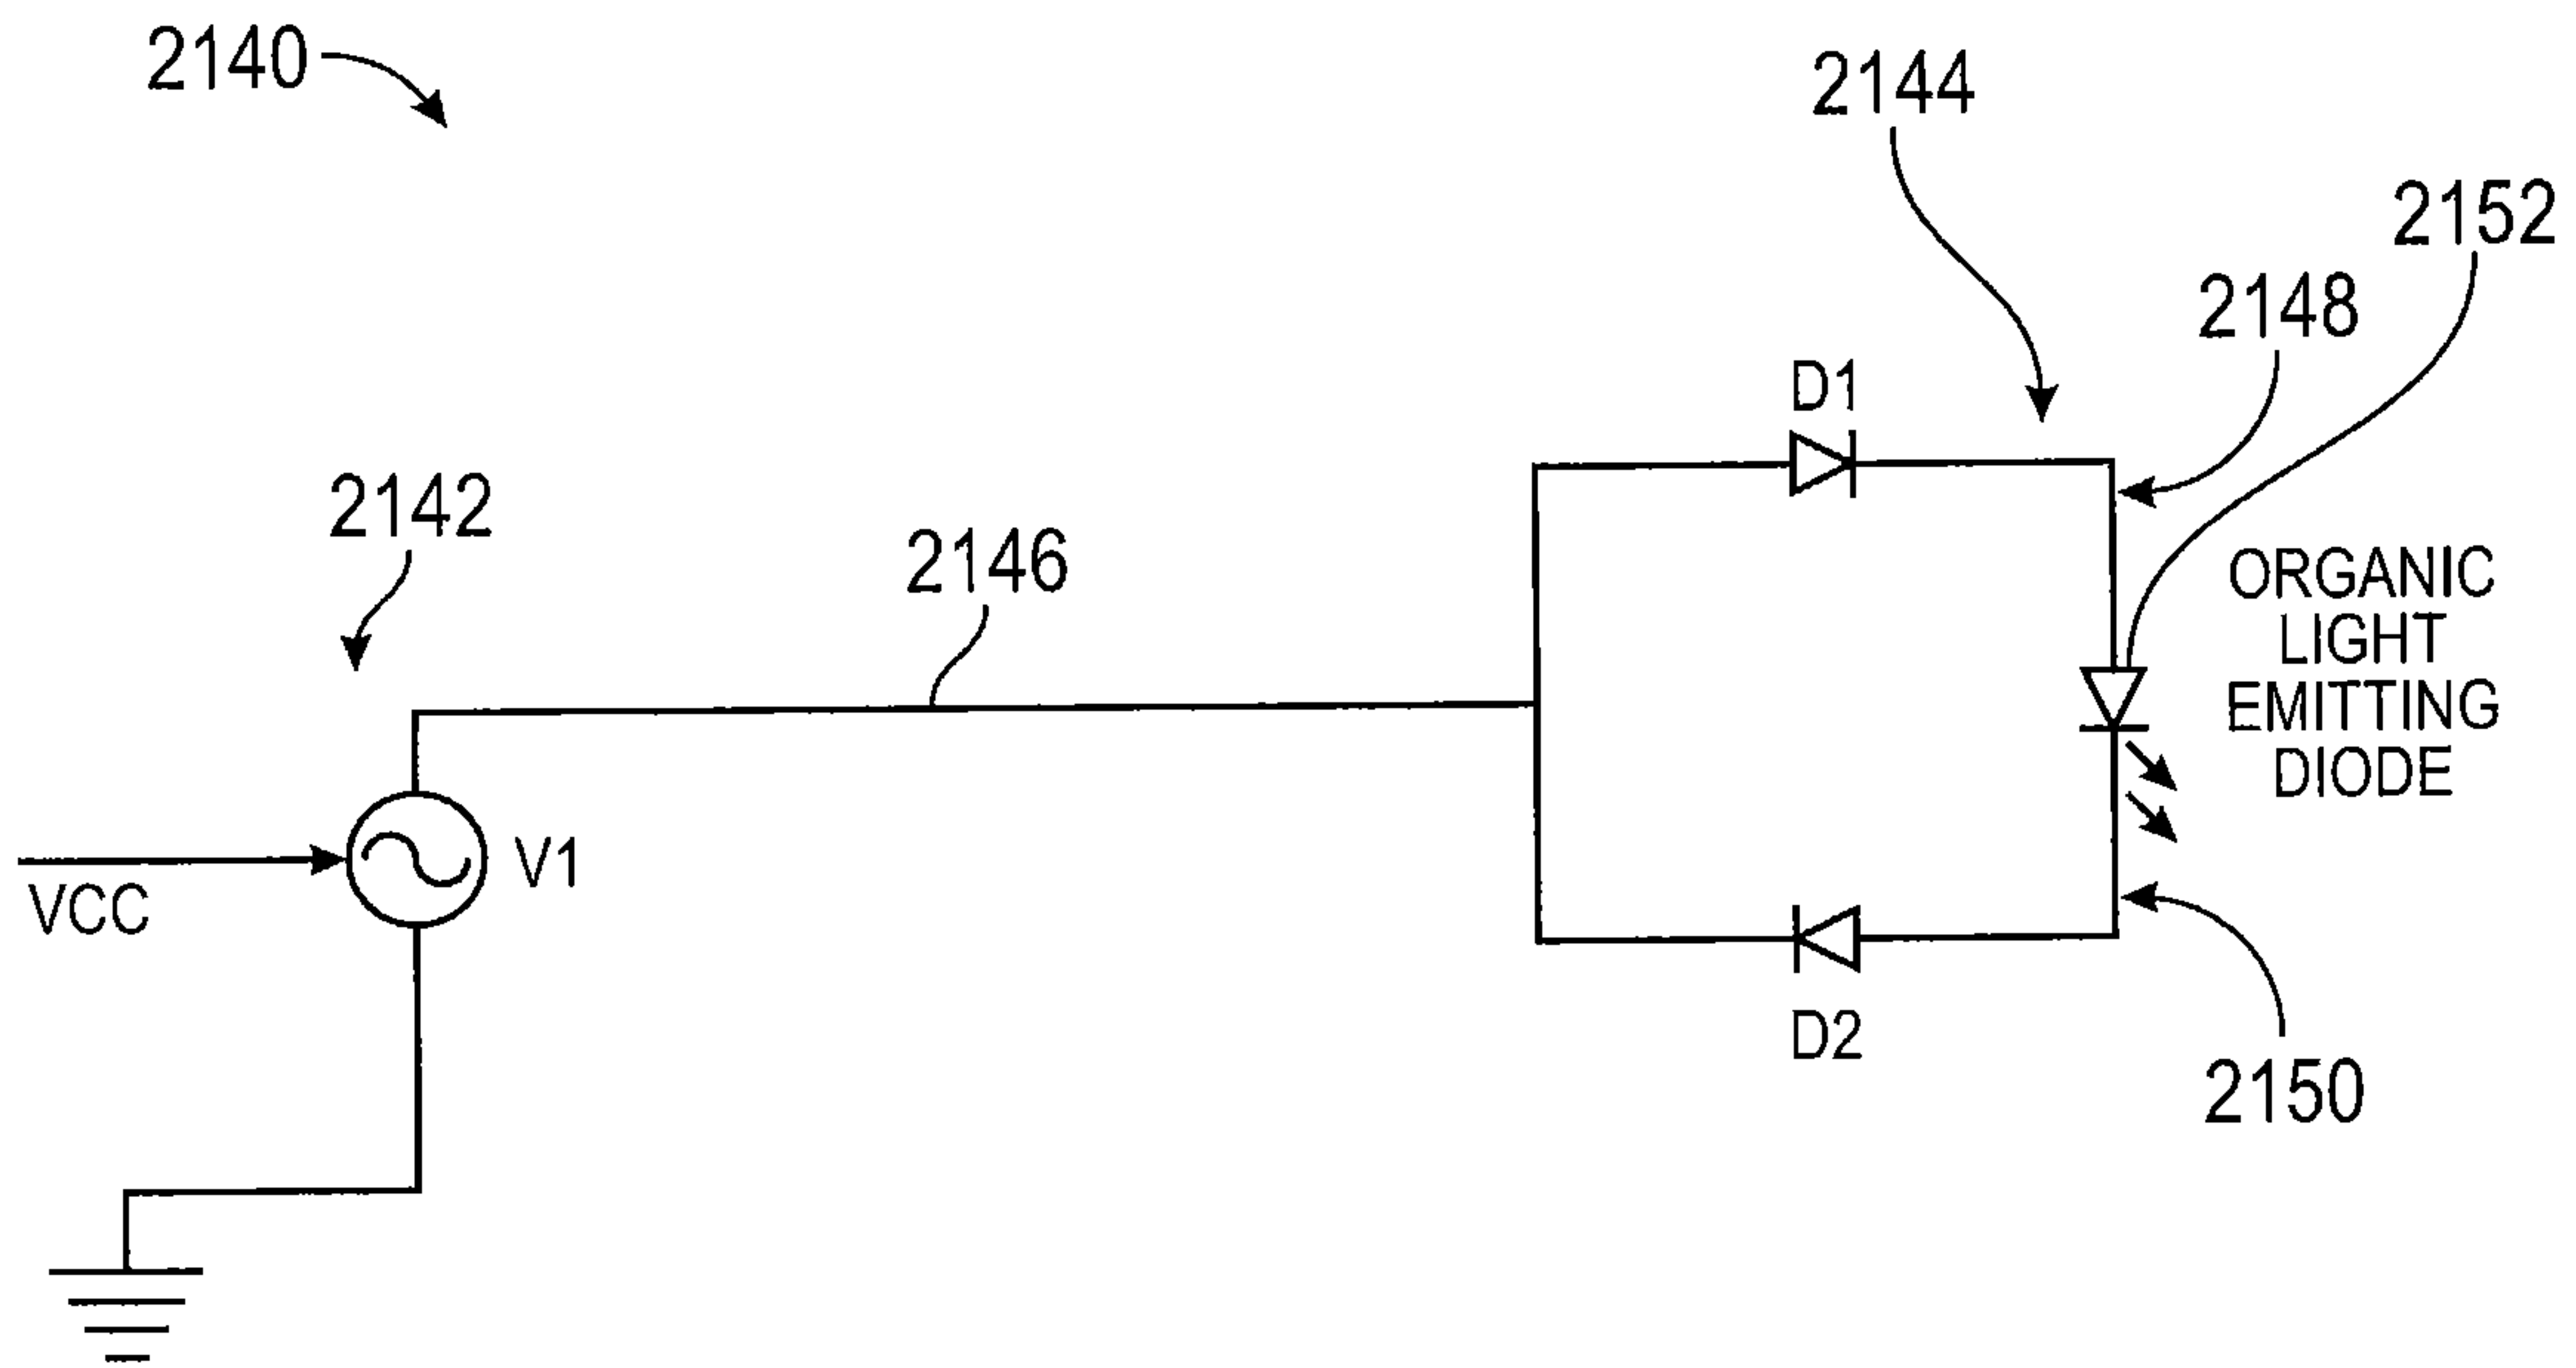 2140
2144
2152
2148
D1
2142
2146
ORGANIC
LIGHT
EMITTING
DIODE
V1
VCC
D2
2150